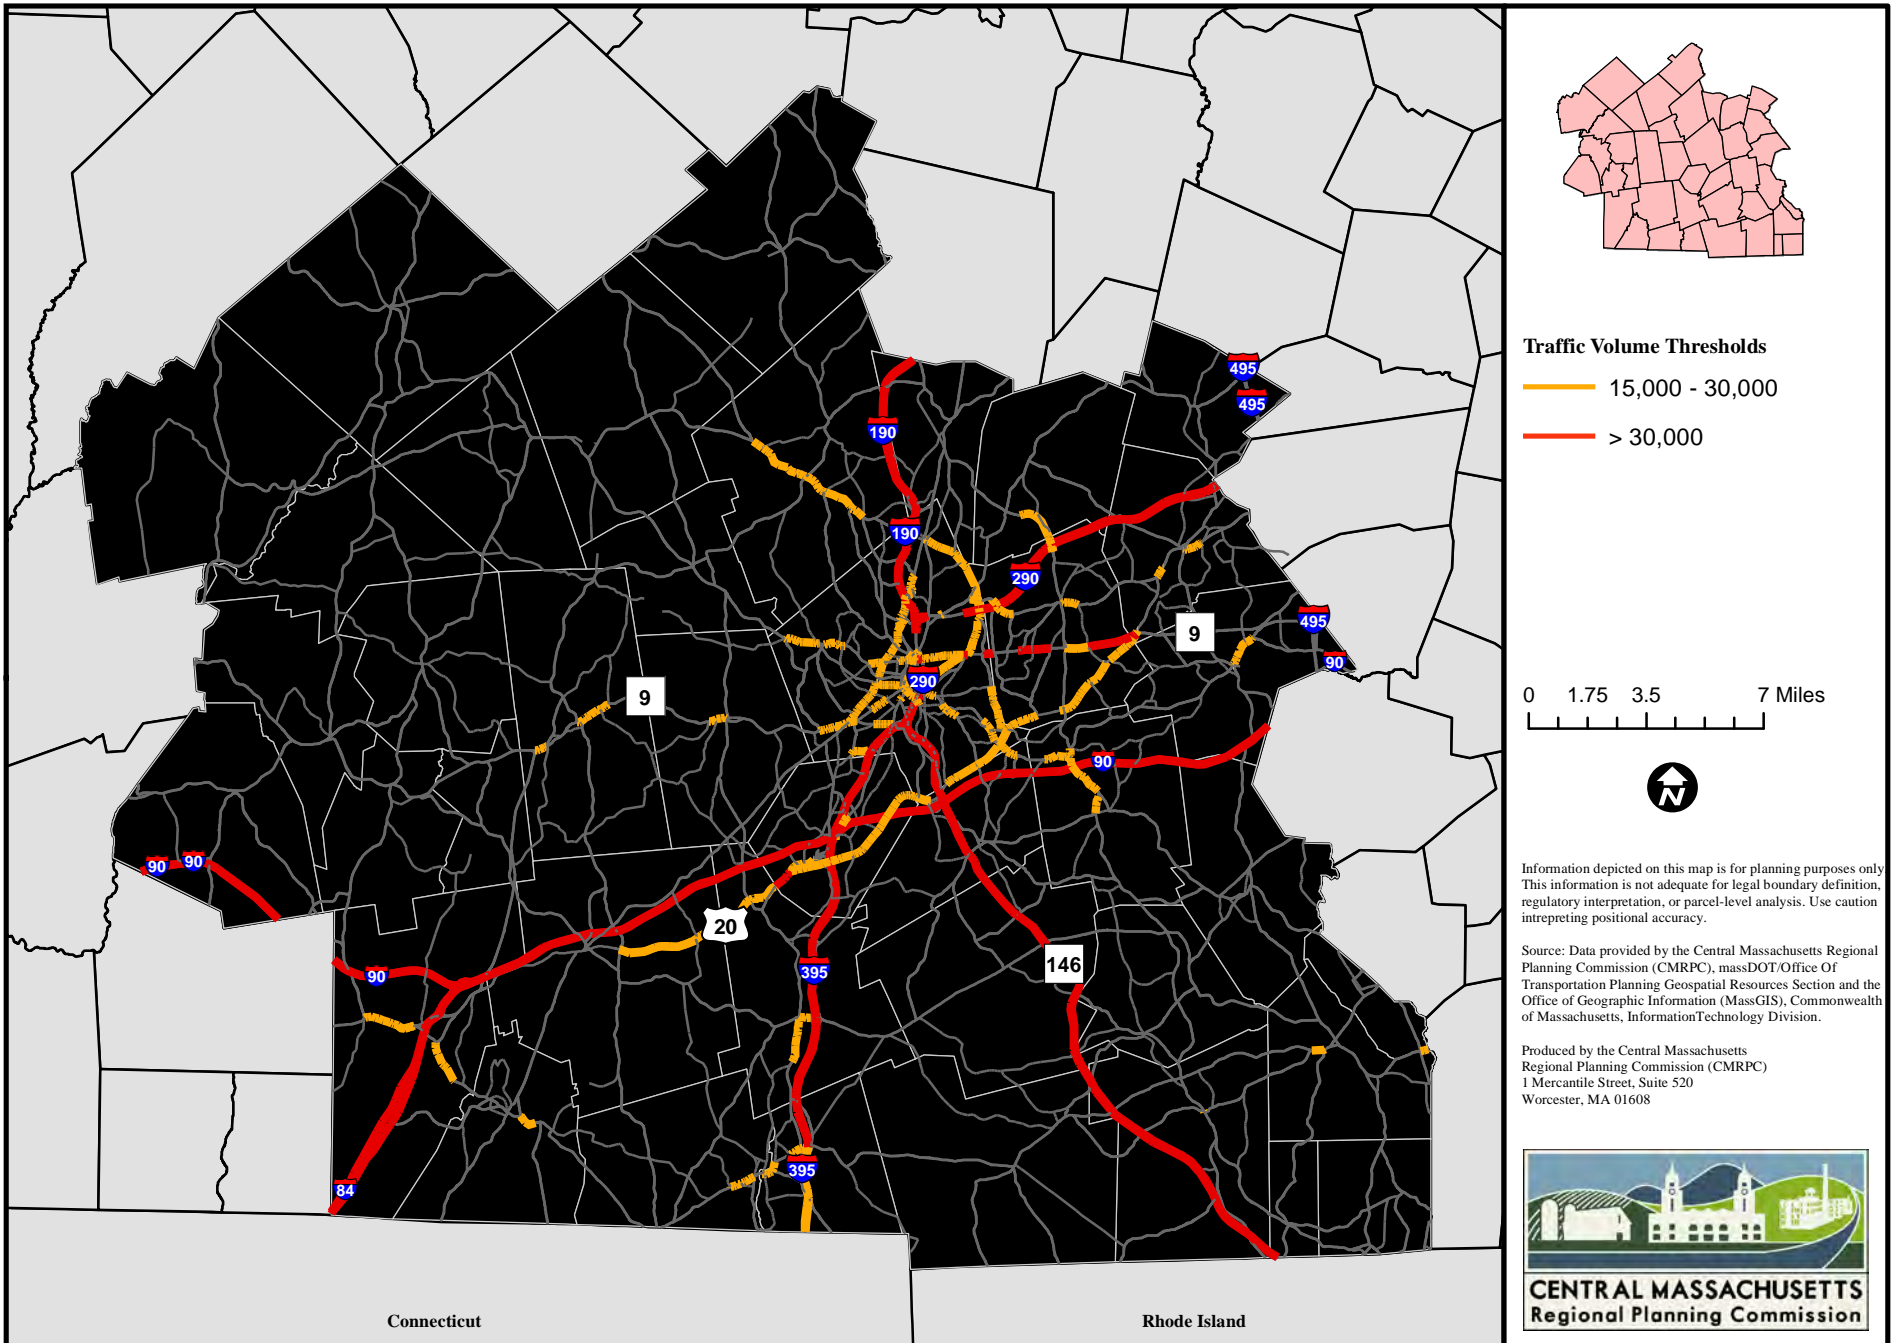 495
495
190
190
290
9
495
90
9
290
90
90
90
20
90
395
146
84
395
Connecticut
Rhode Island
Traffic Volume Thresholds
15,000 - 30,000
> 30,000
0 1.75 3.5 7 Miles
N
Information depicted on this map is for planning purposes only
This information is not adequate for legal boundary definition,
regulatory interpretation, or parcel-level analysis. Use caution
intrepreting positional accuracy.
Source: Data provided by the Central Massachusetts Regional
Planning Commission (CMRPC), massDOT/Office Of
Transportation Planning Geospatial Resources Section and the
Office of Geographic Information (MassGIS), Commonwealth
of Massachusetts, InformationTechnology Division.
Produced by the Central Massachusetts
Regional Planning Commission (CMRPC)
1 Mercantile Street, Suite 520
Worcester, MA 01608
CENTRAL MASSACHUSETTS
Regional Planning Commission